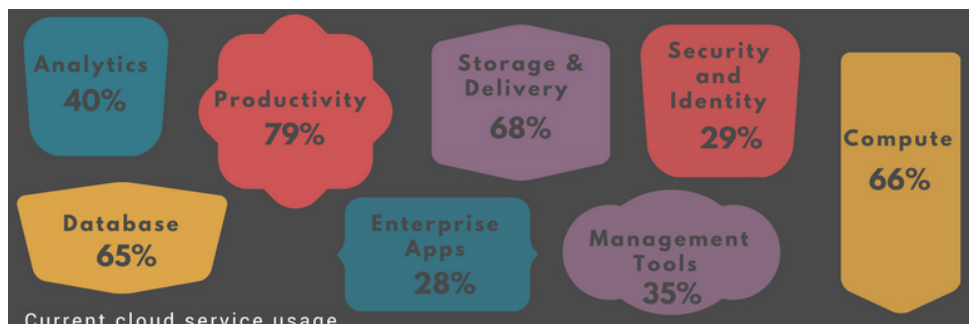 Analytics
40%
Productivity
79%
Storage &
Delivery
68%
Security
and
Identity
29%
Compute
66%
Database
65%
Enterprise
Apps
28%
Management
Tools
35%
Current cloud service usage